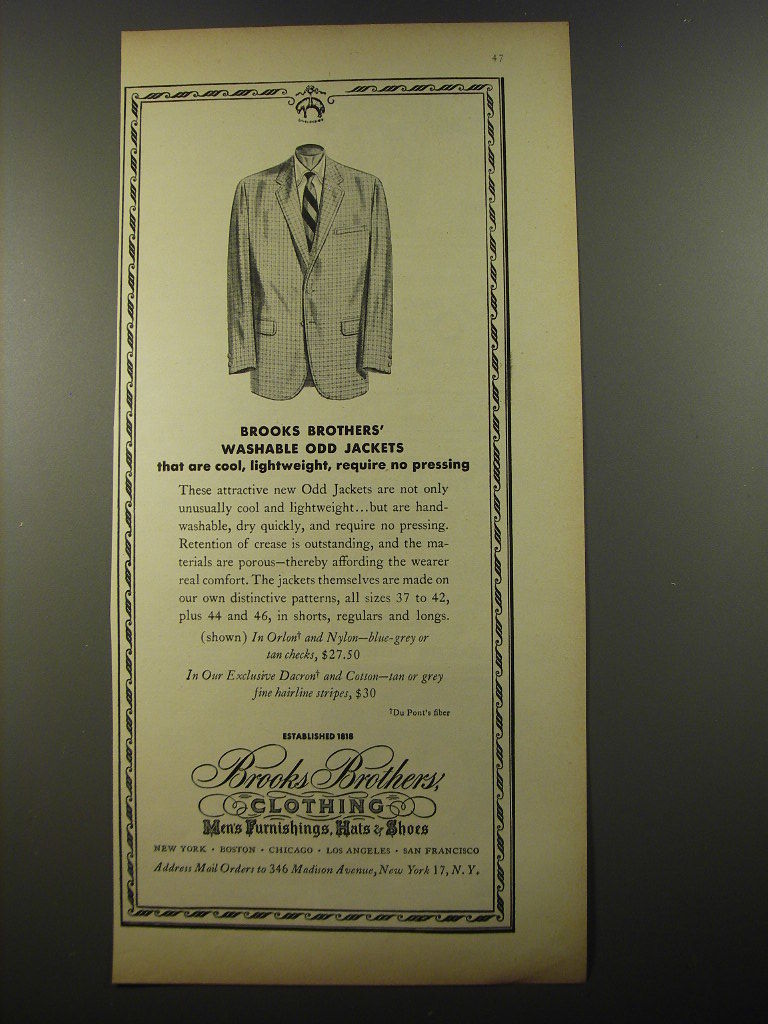 47
BROOKS BROTHERS'
WASHABLE ODD JACKETS
that are cool, lightweight, require no pressing
These attractive new Odd Jackets are not only
unusually cool and lightweight...but are hand-
washable, dry quickly, and require no pressing.
Retention of crease is outstanding, and the ma-
terials are porous—thereby affording the wearer
real comfort. The jackets themselves are made on
our own distinctive patterns, all sizes 37 to 42,
plus 44 and 46, in shorts, regulars and longs.
(shown) In Orlon† and Nylon—blue-grey or
tan checks, $27.50
In Our Exclusive Dacron† and Cotton—tan or grey
fine hairline stripes, $30
†Du Pont's fiber
ESTABLISHED 1818
Brooks Brothers,
CLOTHING
Men's Furnishings, Hats & Shoes
NEW YORK • BOSTON • CHICAGO • LOS ANGELES • SAN FRANCISCO
Address Mail Orders to 346 Madison Avenue, New York 17, N. Y.